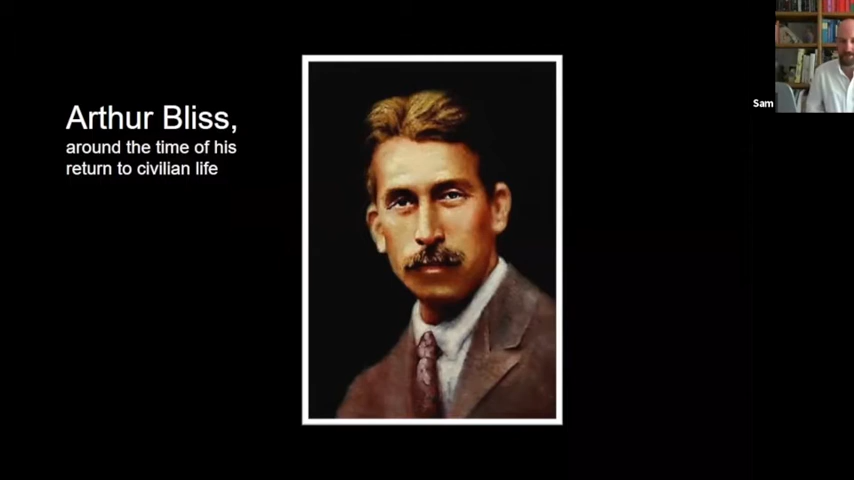 Arthur Bliss,
around the time of his
return to civilian life
Sam